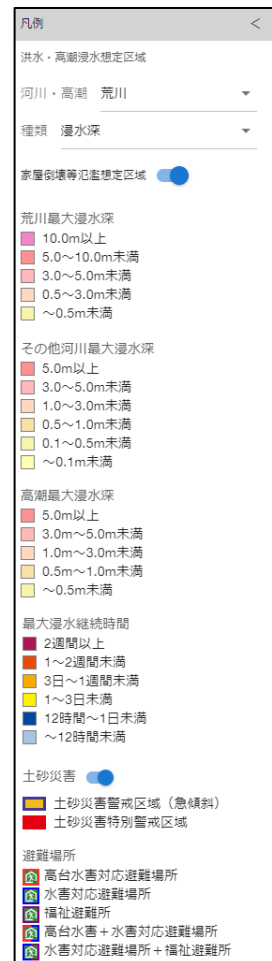 凡例 <
洪水・高潮浸水想定区域
河川・高潮 荒川
種類 浸水深
家屋倒壊等氾濫想定区域
荒川最大浸水深
10.0m以上
5.0～10.0m未満
3.0～5.0m未満
0.5～3.0m未満
～0.5m未満
その他河川最大浸水深
5.0m以上
3.0～5.0m未満
1.0～3.0m未満
0.5～1.0m未満
0.1～0.5m未満
～0.1m未満
高潮最大浸水深
5.0m以上
3.0m～5.0m未満
1.0m～3.0m未満
0.5m～1.0m未満
～0.5m未満
最大浸水継続時間
2週間以上
1～2週間未満
3日～1週間未満
1～3日未満
12時間～1日未満
～12時間未満
土砂災害
土砂災害警戒区域（急傾斜）
土砂災害特別警戒区域
避難場所
高台水害対応避難場所
水害対応避難場所
福祉避難所
高台水害＋水害対応避難場所
水害対応避難場所＋福祉避難所